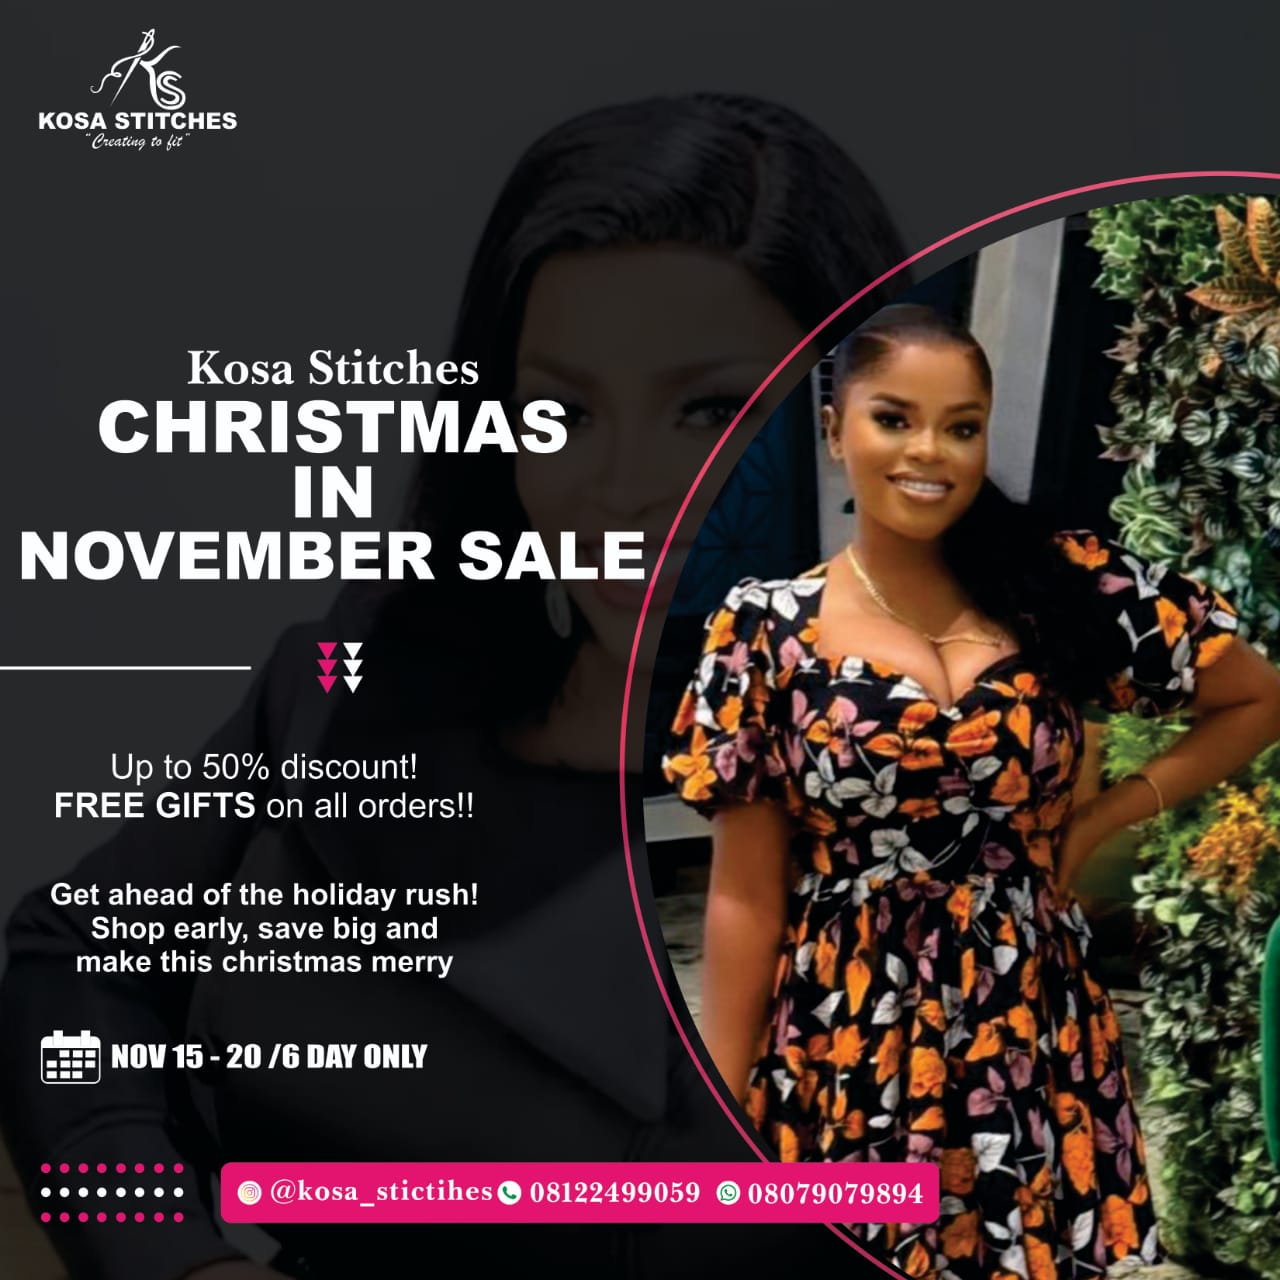 KS
KOSA STITCHES
"Creating to fit"
Kosa Stitches
CHRISTMAS
IN
NOVEMBER SALE
Up to 50% discount!
FREE GIFTS on all orders!!
Get ahead of the holiday rush!
Shop early, save big and
make this christmas merry
NOV 15 - 20 /6 DAY ONLY
@kosa_stictihes 08122499059 08079079894